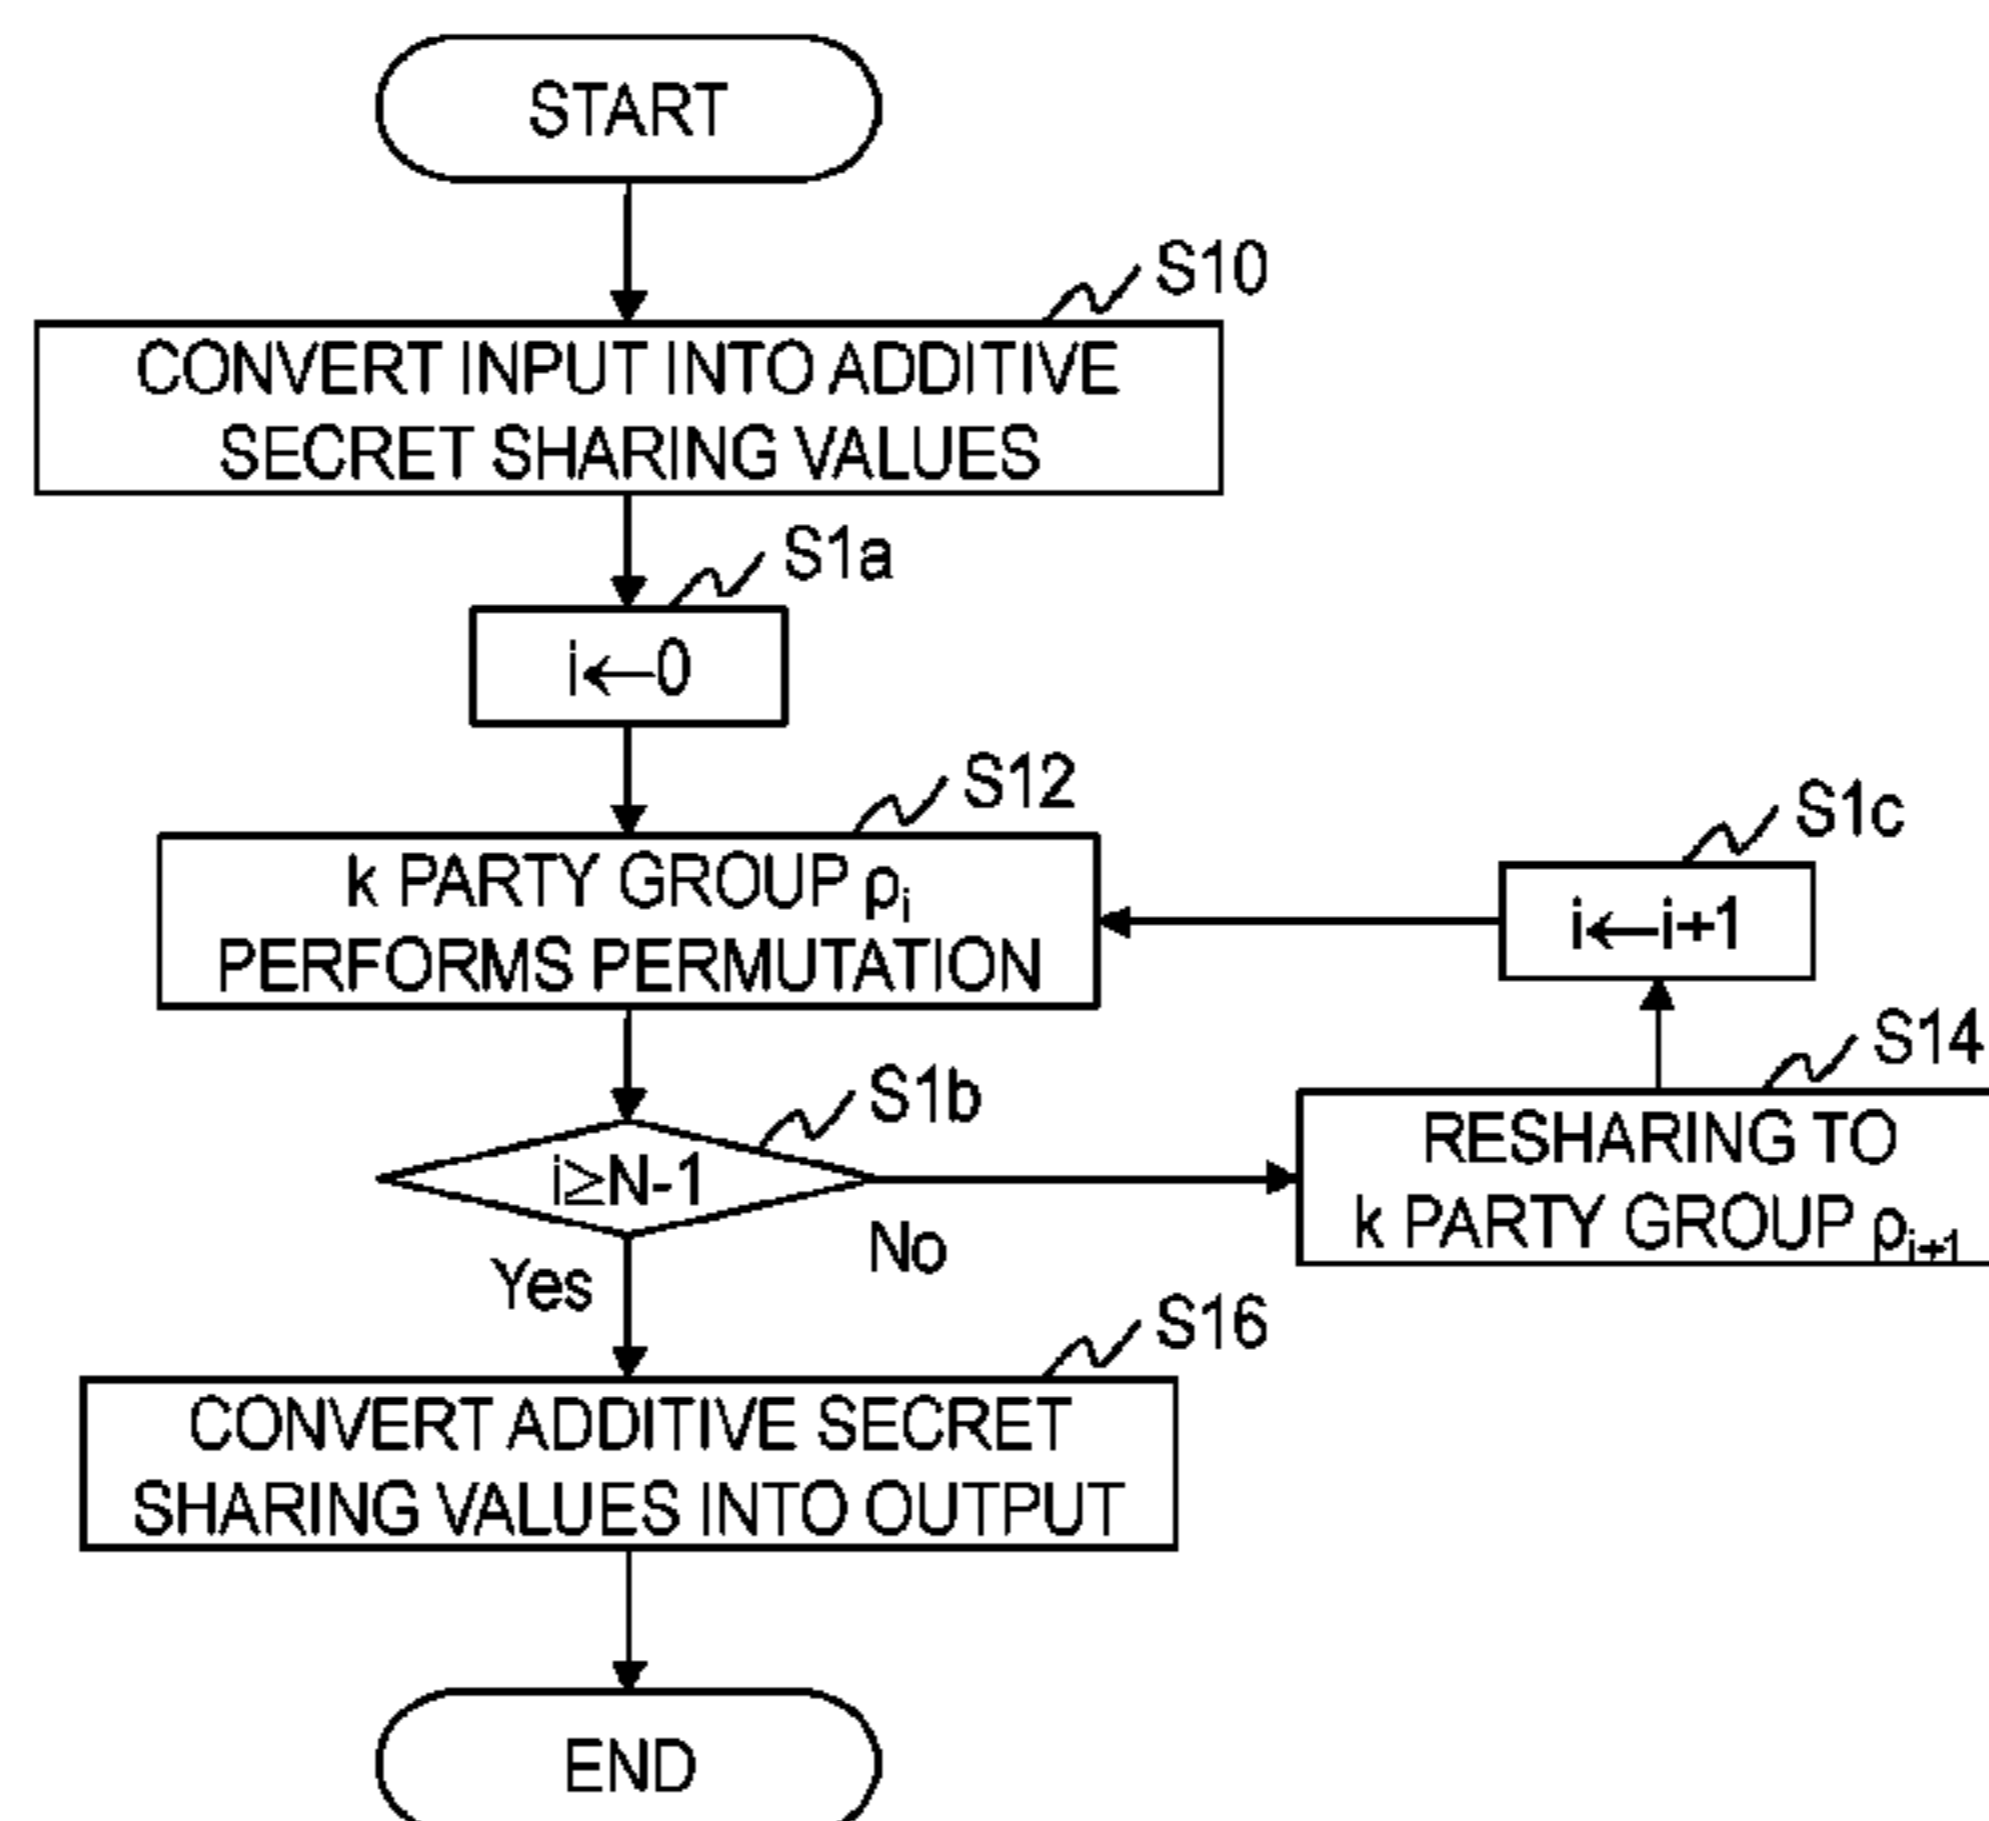 START
S10
CONVERT INPUT INTO ADDITIVE
SECRET SHARING VALUES
S1a
i←0
S12
k PARTY GROUP ρi
PERFORMS PERMUTATION
S1c
i←i+1
S14
RESHARING TO
k PARTY GROUP ρi+1
S1b
i≥N-1
No
Yes
S16
CONVERT ADDITIVE SECRET
SHARING VALUES INTO OUTPUT
END